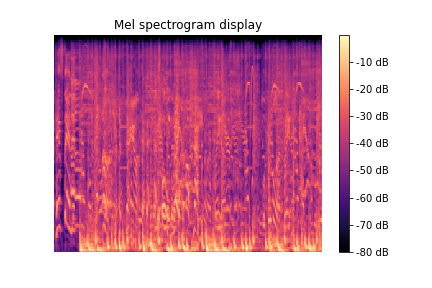 Mel spectrogram display
-10 dB
-20 dB
-30 dB
-40 dB
-50 dB
-60 dB
-70 dB
-80 dB